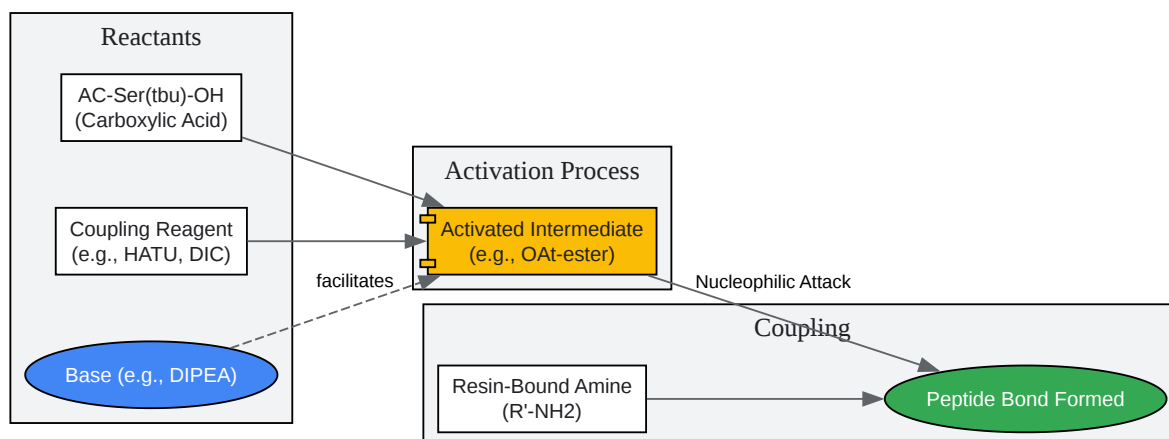 Reactants
AC-Ser(tbu)-OH
(Carboxylic Acid)
Coupling Reagent
(e.g., HATU, DIC)
Base (e.g., DIPEA)
facilitates
Activation Process
Activated Intermediate
(e.g., OAt-ester)
Nucleophilic Attack
Coupling
Resin-Bound Amine
(R'-NH2)
Peptide Bond Formed